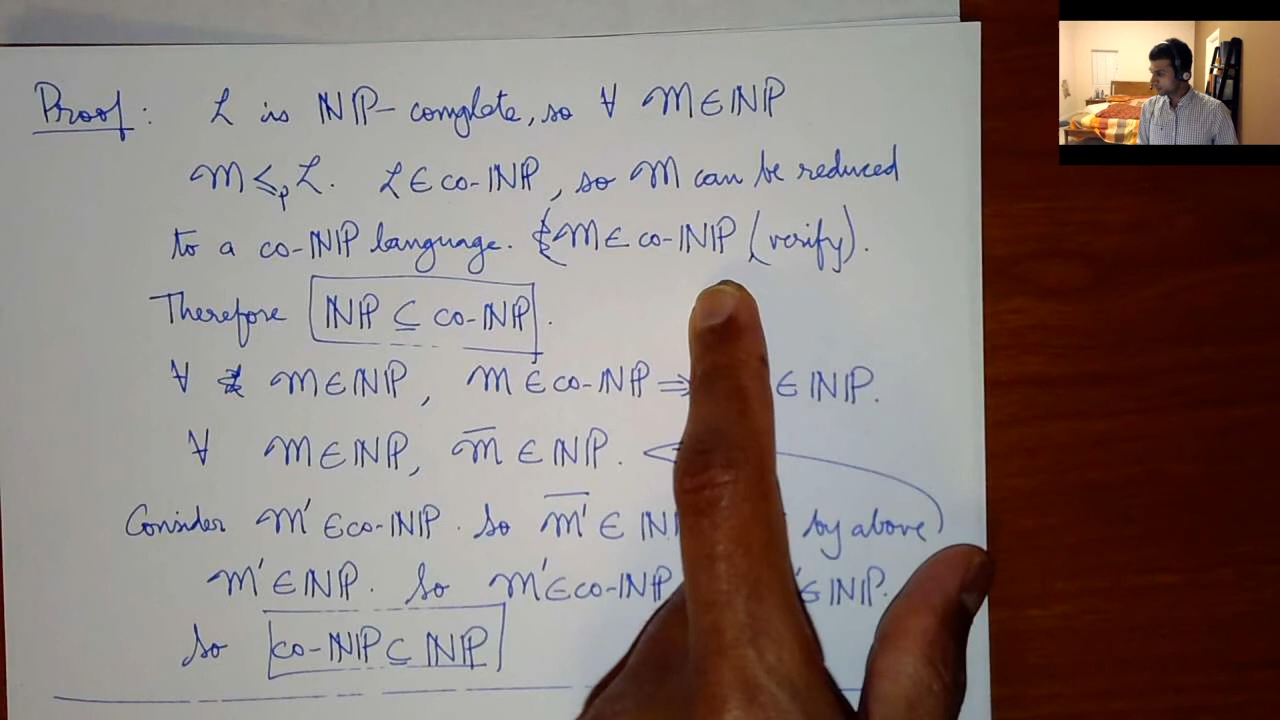 Proof : L is NP-complete, so ∀ M ∈ NP
M ≤p L. L ∈ co-NP, so M can be reduced
to a co-NP language. M ∈ co-NP (verify).
Therefore NP ⊆ co-NP.
∀ M ∈ NP, M ∈ co-NP ⇒ ∈ NP.
∀ M ∈ NP, M̅ ∈ NP.
Consider M' ∈ co-NP. So M̅'̅ ∈ by above
M' ∈ NP. So M' ∈ co-NP ∈ NP.
So co-NP ⊆ NP